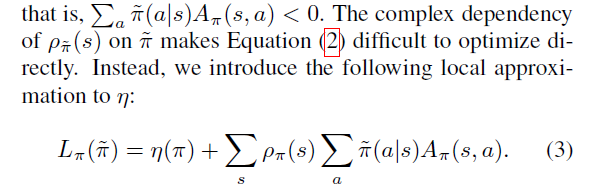 that is, ∑ₐ π̃(a|s)A_π(s, a) < 0. The complex dependency
of ρ_π̃(s) on π̃ makes Equation (2) difficult to optimize di-
rectly. Instead, we introduce the following local approxi-
mation to η:
L_π(π̃) = η(π) + ∑_s ρ_π(s) ∑_a π̃(a|s)A_π(s, a). (3)